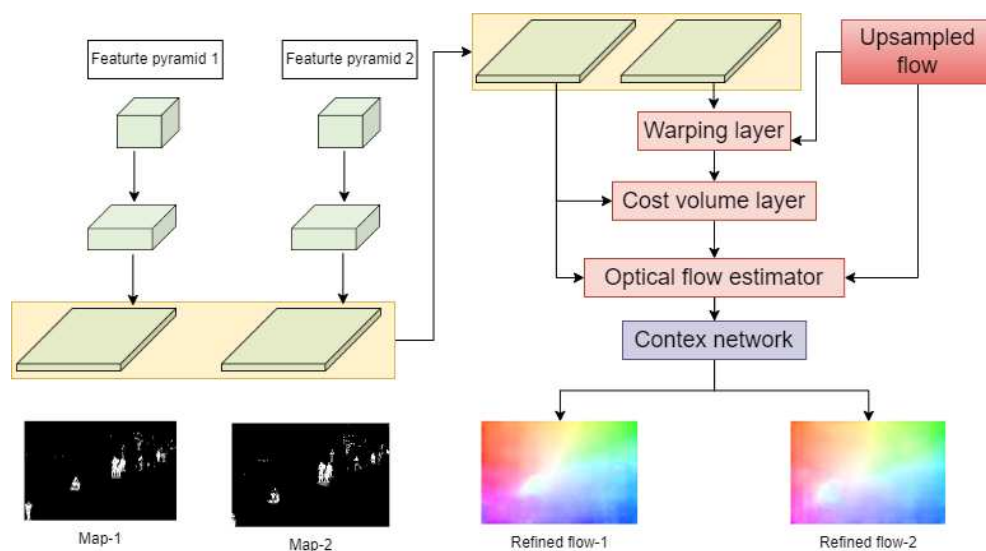 Featurte pyramid 1
Featurte pyramid 2
Upsampled
flow
Warping layer
Cost volume layer
Optical flow estimator
Contex network
Map-1
Map-2
Refined flow-1
Refined flow-2